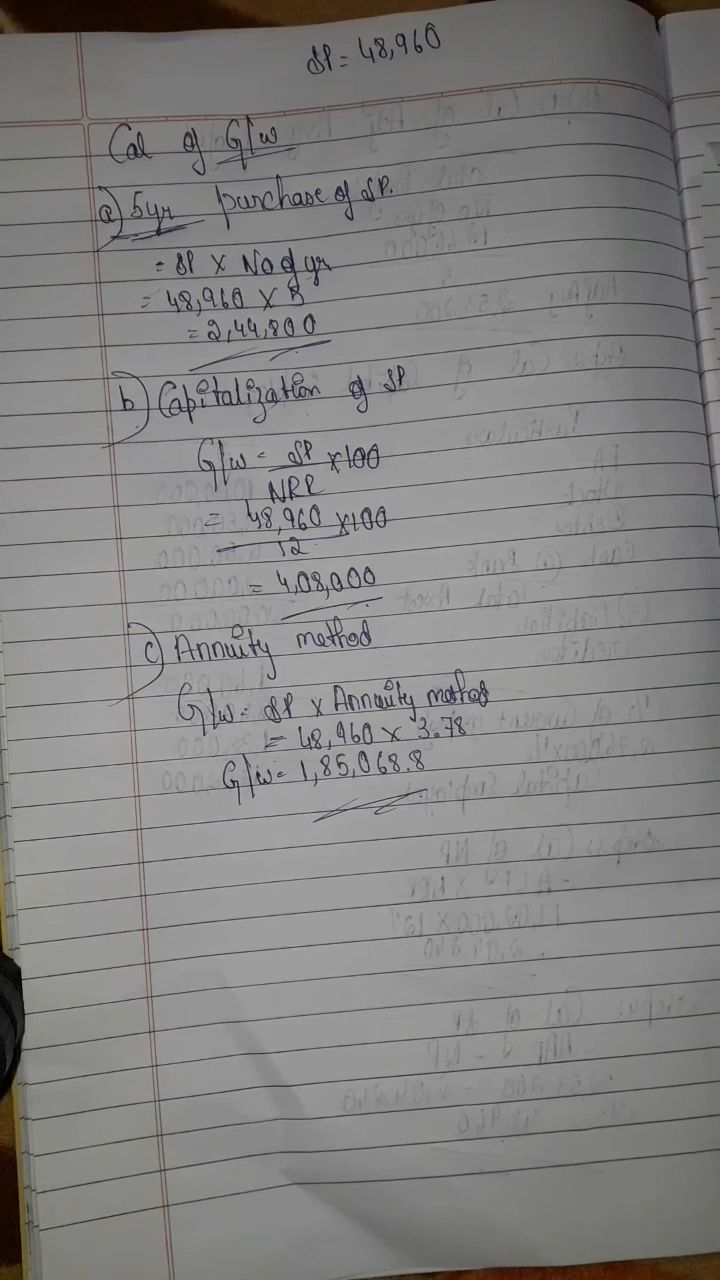 SP = 48,960
Cal of G/w
a) 5yr purchase of SP.
= SP X No of yr
= 48,960 X 5
= 2,44,800
b) Capitalization of SP
G/w = SP x100
NRR
= 48,960 x100
12
= 4,08,000
c) Annuity method
G/w = SP x Annuity method
= 48,960 x 3.78
G/w = 1,85,068.8